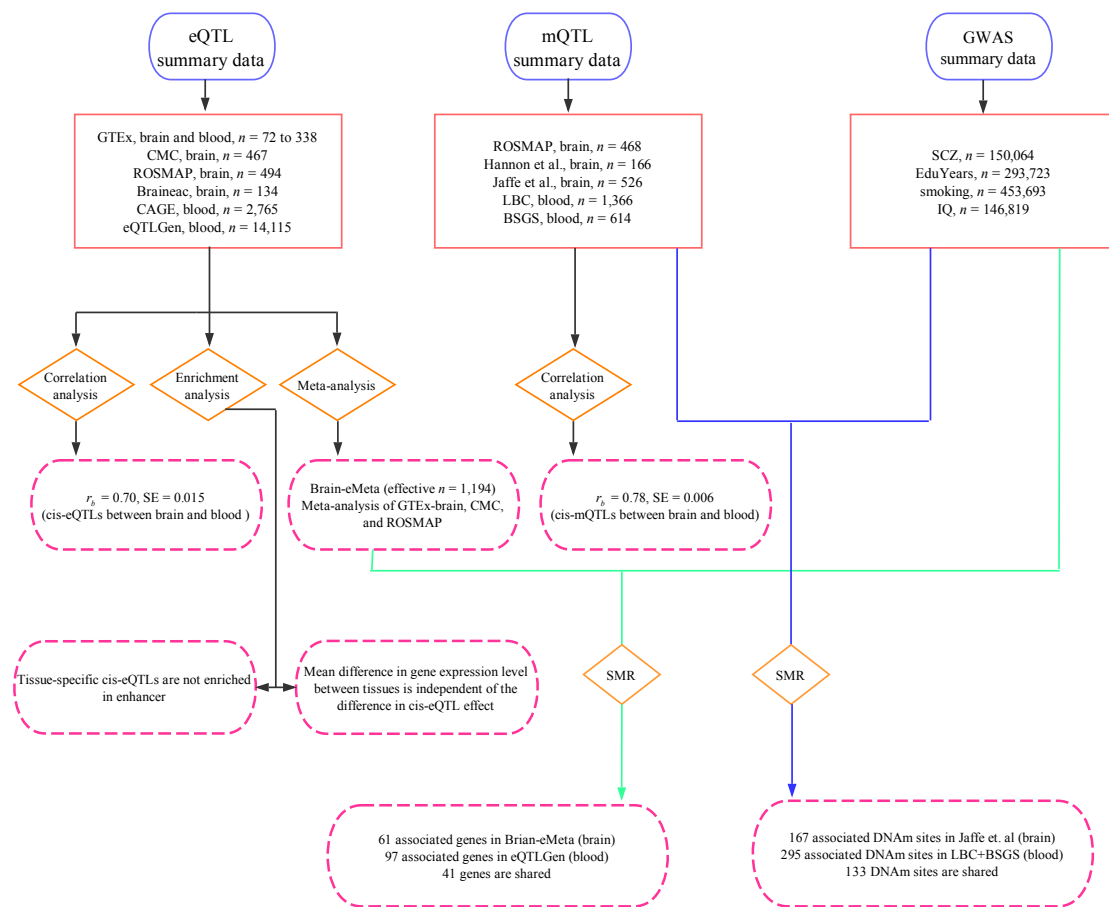 eQTL
summary data
mQTL
summary data
GWAS
summary data
GTEx, brain and blood, n = 72 to 338
CMC, brain, n = 467
ROSMAP, brain, n = 494
Braineac, brain, n = 134
CAGE, blood, n = 2,765
eQTLGen, blood, n = 14,115
ROSMAP, brain, n = 468
Hannon et al., brain, n = 166
Jaffe et al., brain, n = 526
LBC, blood, n = 1,366
BSGS, blood, n = 614
SCZ, n = 150,064
EduYears, n = 293,723
smoking, n = 453,693
IQ, n = 146,819
Correlation
analysis
Enrichment
analysis
Meta-analysis
Correlation
analysis
r_b = 0.70, SE = 0.015
(cis-eQTLs between brain and blood )
Brain-eMeta (effective n = 1,194)
Meta-analysis of GTEx-brain, CMC,
and ROSMAP
r_b = 0.78, SE = 0.006
(cis-mQTLs between brain and blood)
Tissue-specific cis-eQTLs are not enriched
in enhancer
Mean difference in gene expression level
between tissues is independent of the
difference in cis-eQTL effect
SMR
SMR
61 associated genes in Brian-eMeta (brain)
97 associated genes in eQTLGen (blood)
41 genes are shared
167 associated DNAm sites in Jaffe et. al (brain)
295 associated DNAm sites in LBC+BSGS (blood)
133 DNAm sites are shared